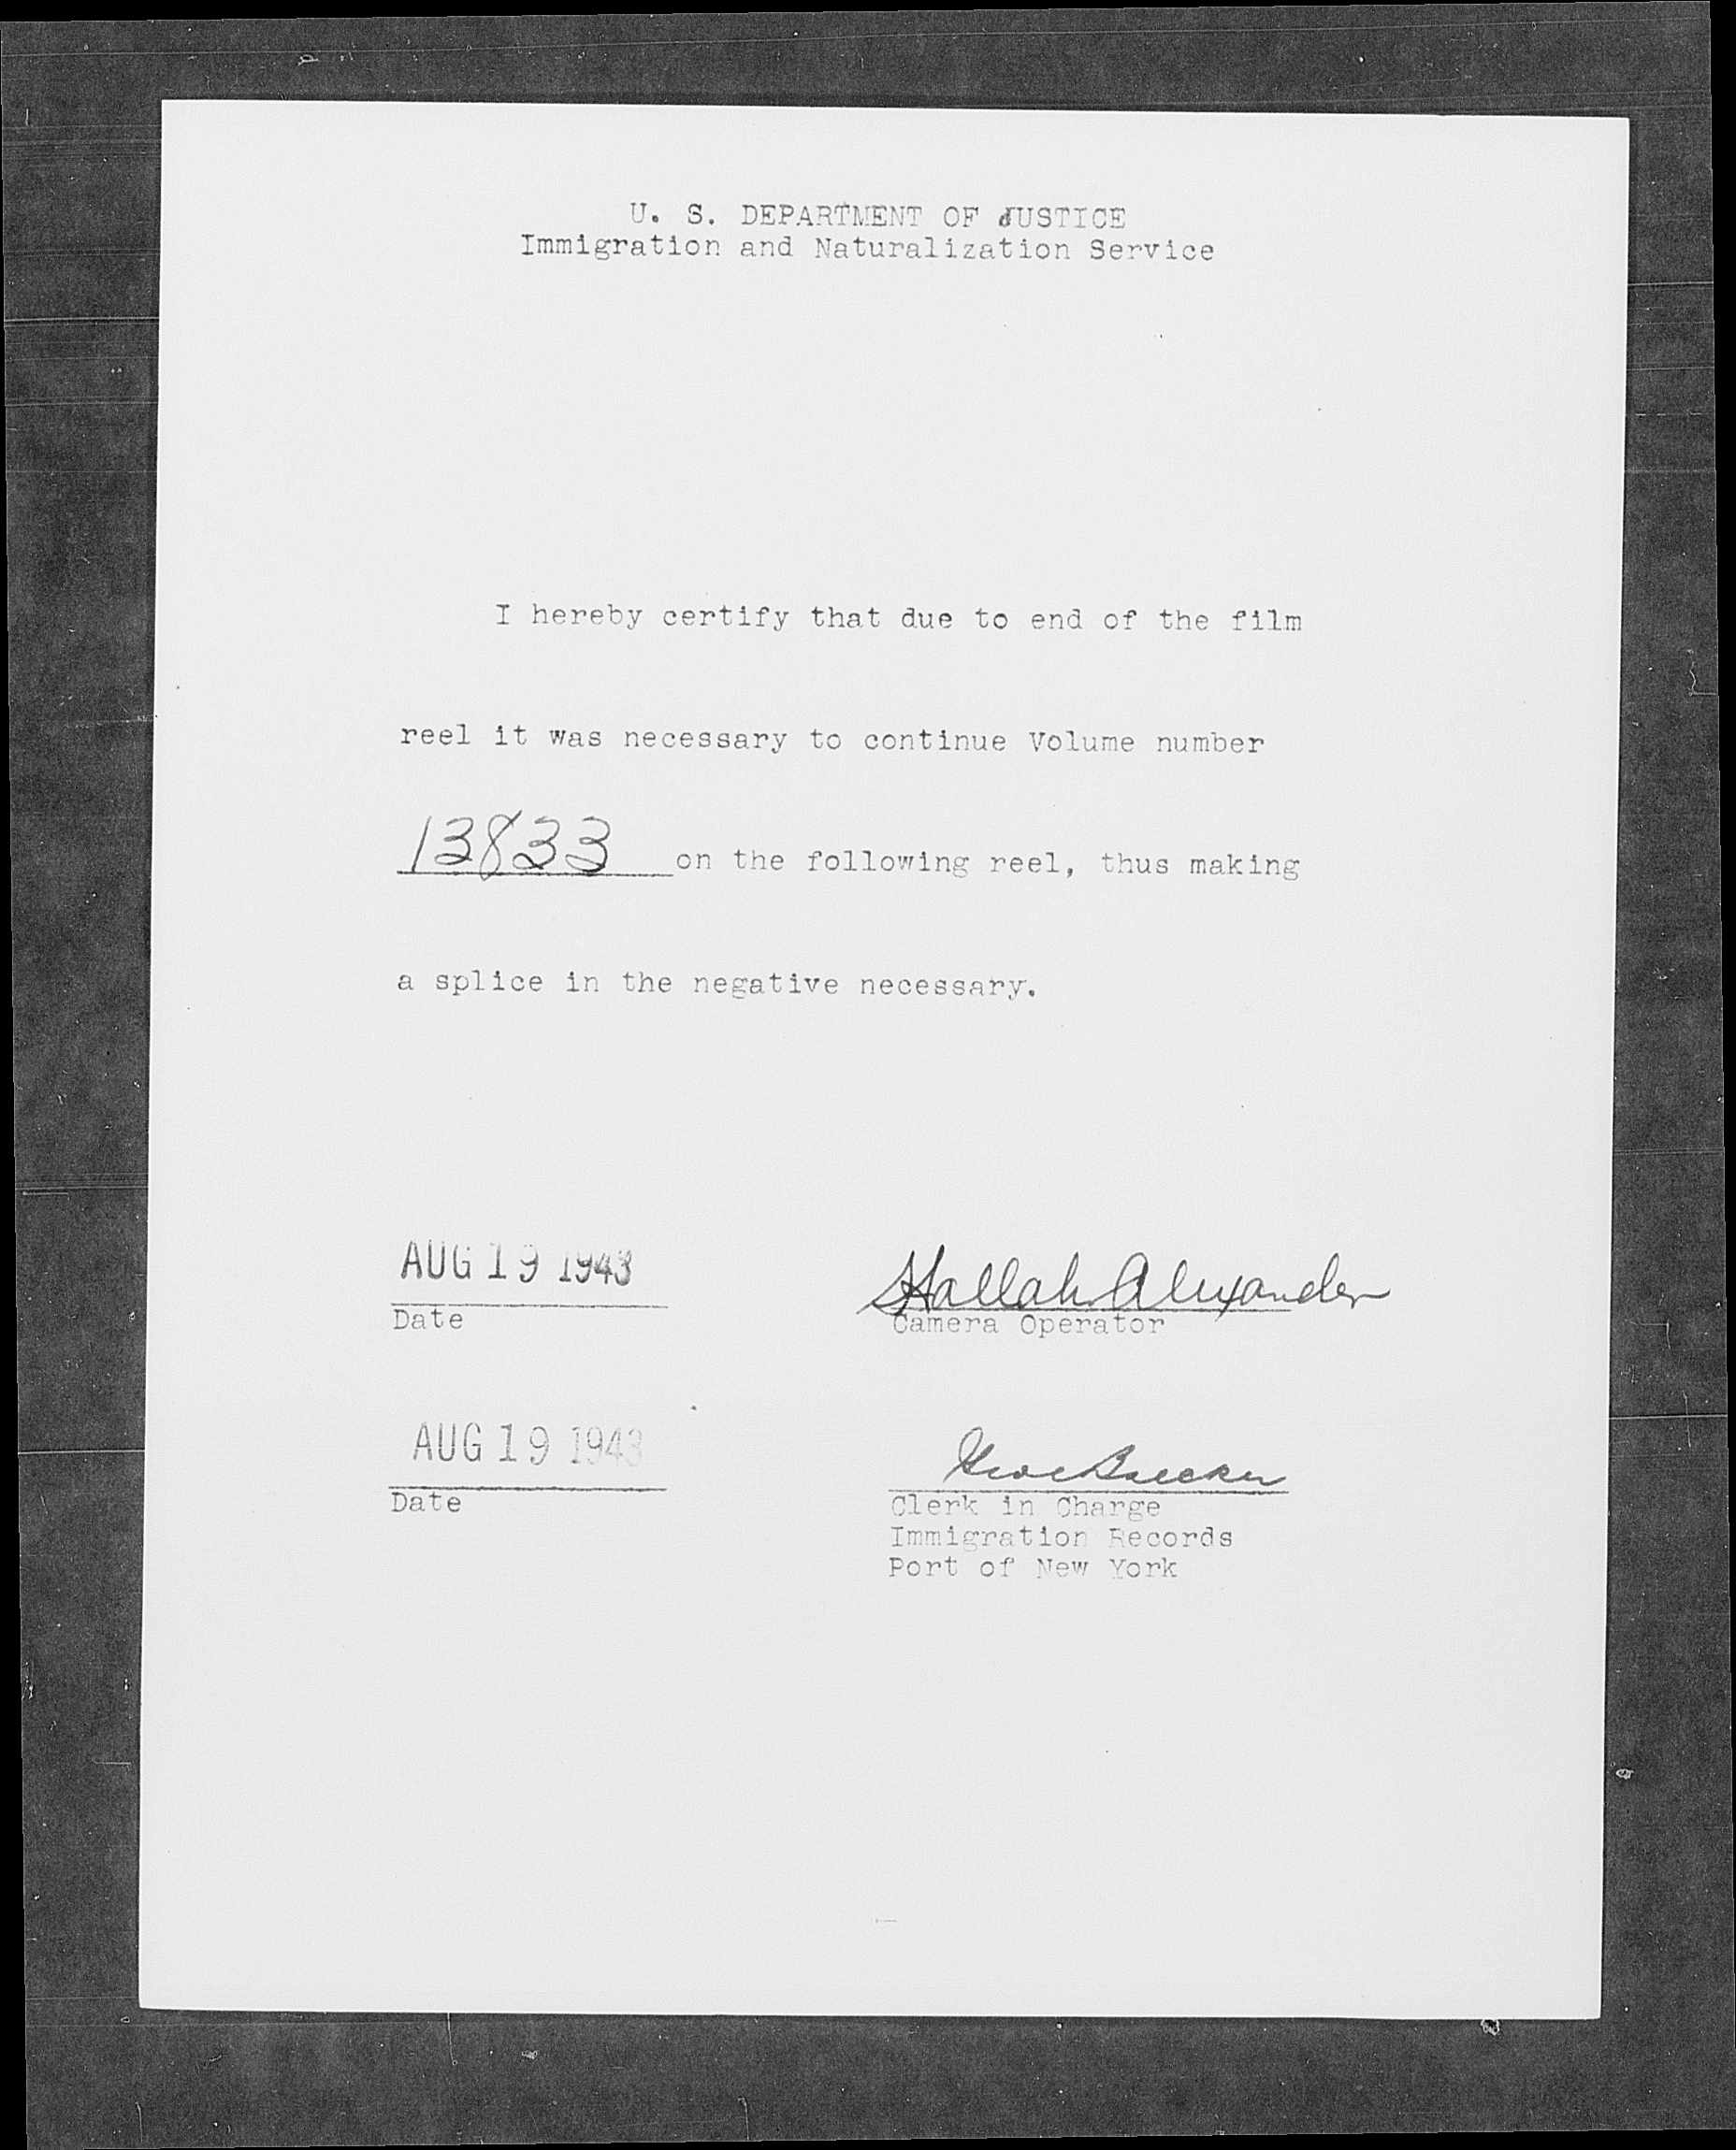 U. S. DEPARTMENT OF JUSTICE
Immigration and Naturalization Service
I hereby certify that due to end of the film
reel it was necessary to continue Volume number
13833 on the following reel, thus making
a splice in the negative necessary.
AUG 19 1943
Date
Alexander
Camera Operator
AUG 19 1943
Date
Clerk in Charge
Immigration Records
Port of New York